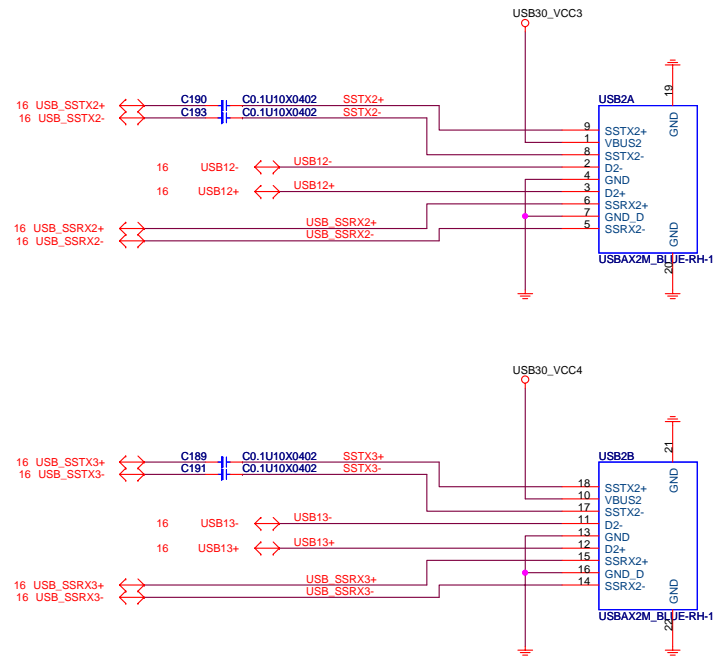 USB30_VCC3
16 USB_SSTX2+ C190 C0.1U10X0402 SSTX2+
16 USB_SSTX2- C193 C0.1U10X0402 SSTX2-
16 USB12- USB12-
16 USB12+ USB12+
16 USB_SSRX2+ USB_SSRX2+
16 USB_SSRX2- USB_SSRX2-
USB2A
19 GND
9 SSTX2+
1 VBUS2
8 SSTX2-
2 D2-
4 GND
3 D2+
6 SSRX2+
7 GND_D
5 SSRX2-
GND 20
USBAX2M_BLUE-RH-1
USB30_VCC4
16 USB_SSTX3+ C189 C0.1U10X0402 SSTX3+
16 USB_SSTX3- C191 C0.1U10X0402 SSTX3-
16 USB13- USB13-
16 USB13+ USB13+
16 USB_SSRX3+ USB_SSRX3+
16 USB_SSRX3- USB_SSRX3-
USB2B
21 GND
18 SSTX2+
10 VBUS2
17 SSTX2-
11 D2-
13 GND
12 D2+
15 SSRX2+
16 GND_D
14 SSRX2-
GND 22
USBAX2M_BLUE-RH-1